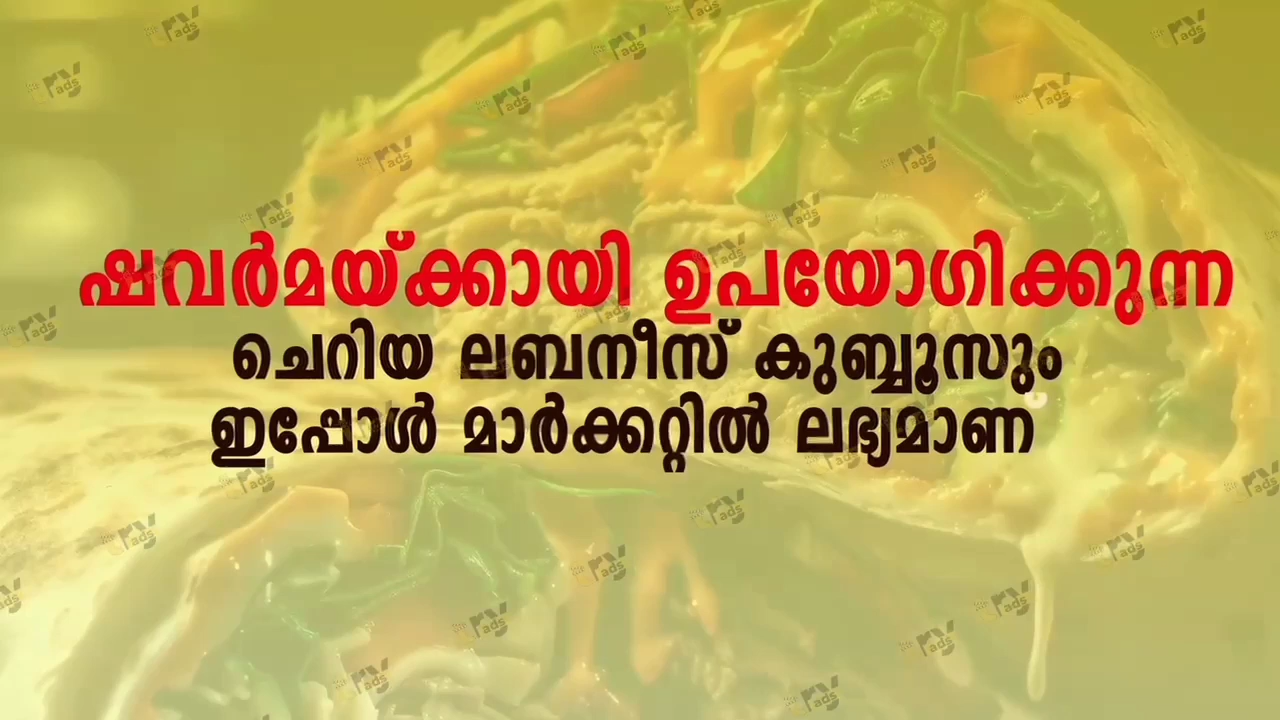 ഷവർമയ്ക്കായി ഉപയോഗിക്കുന്ന
ചെറിയ ലബനീസ് കുബ്ബൂസും
ഇപ്പോൾ മാർക്കറ്റിൽ ലഭ്യമാണ്